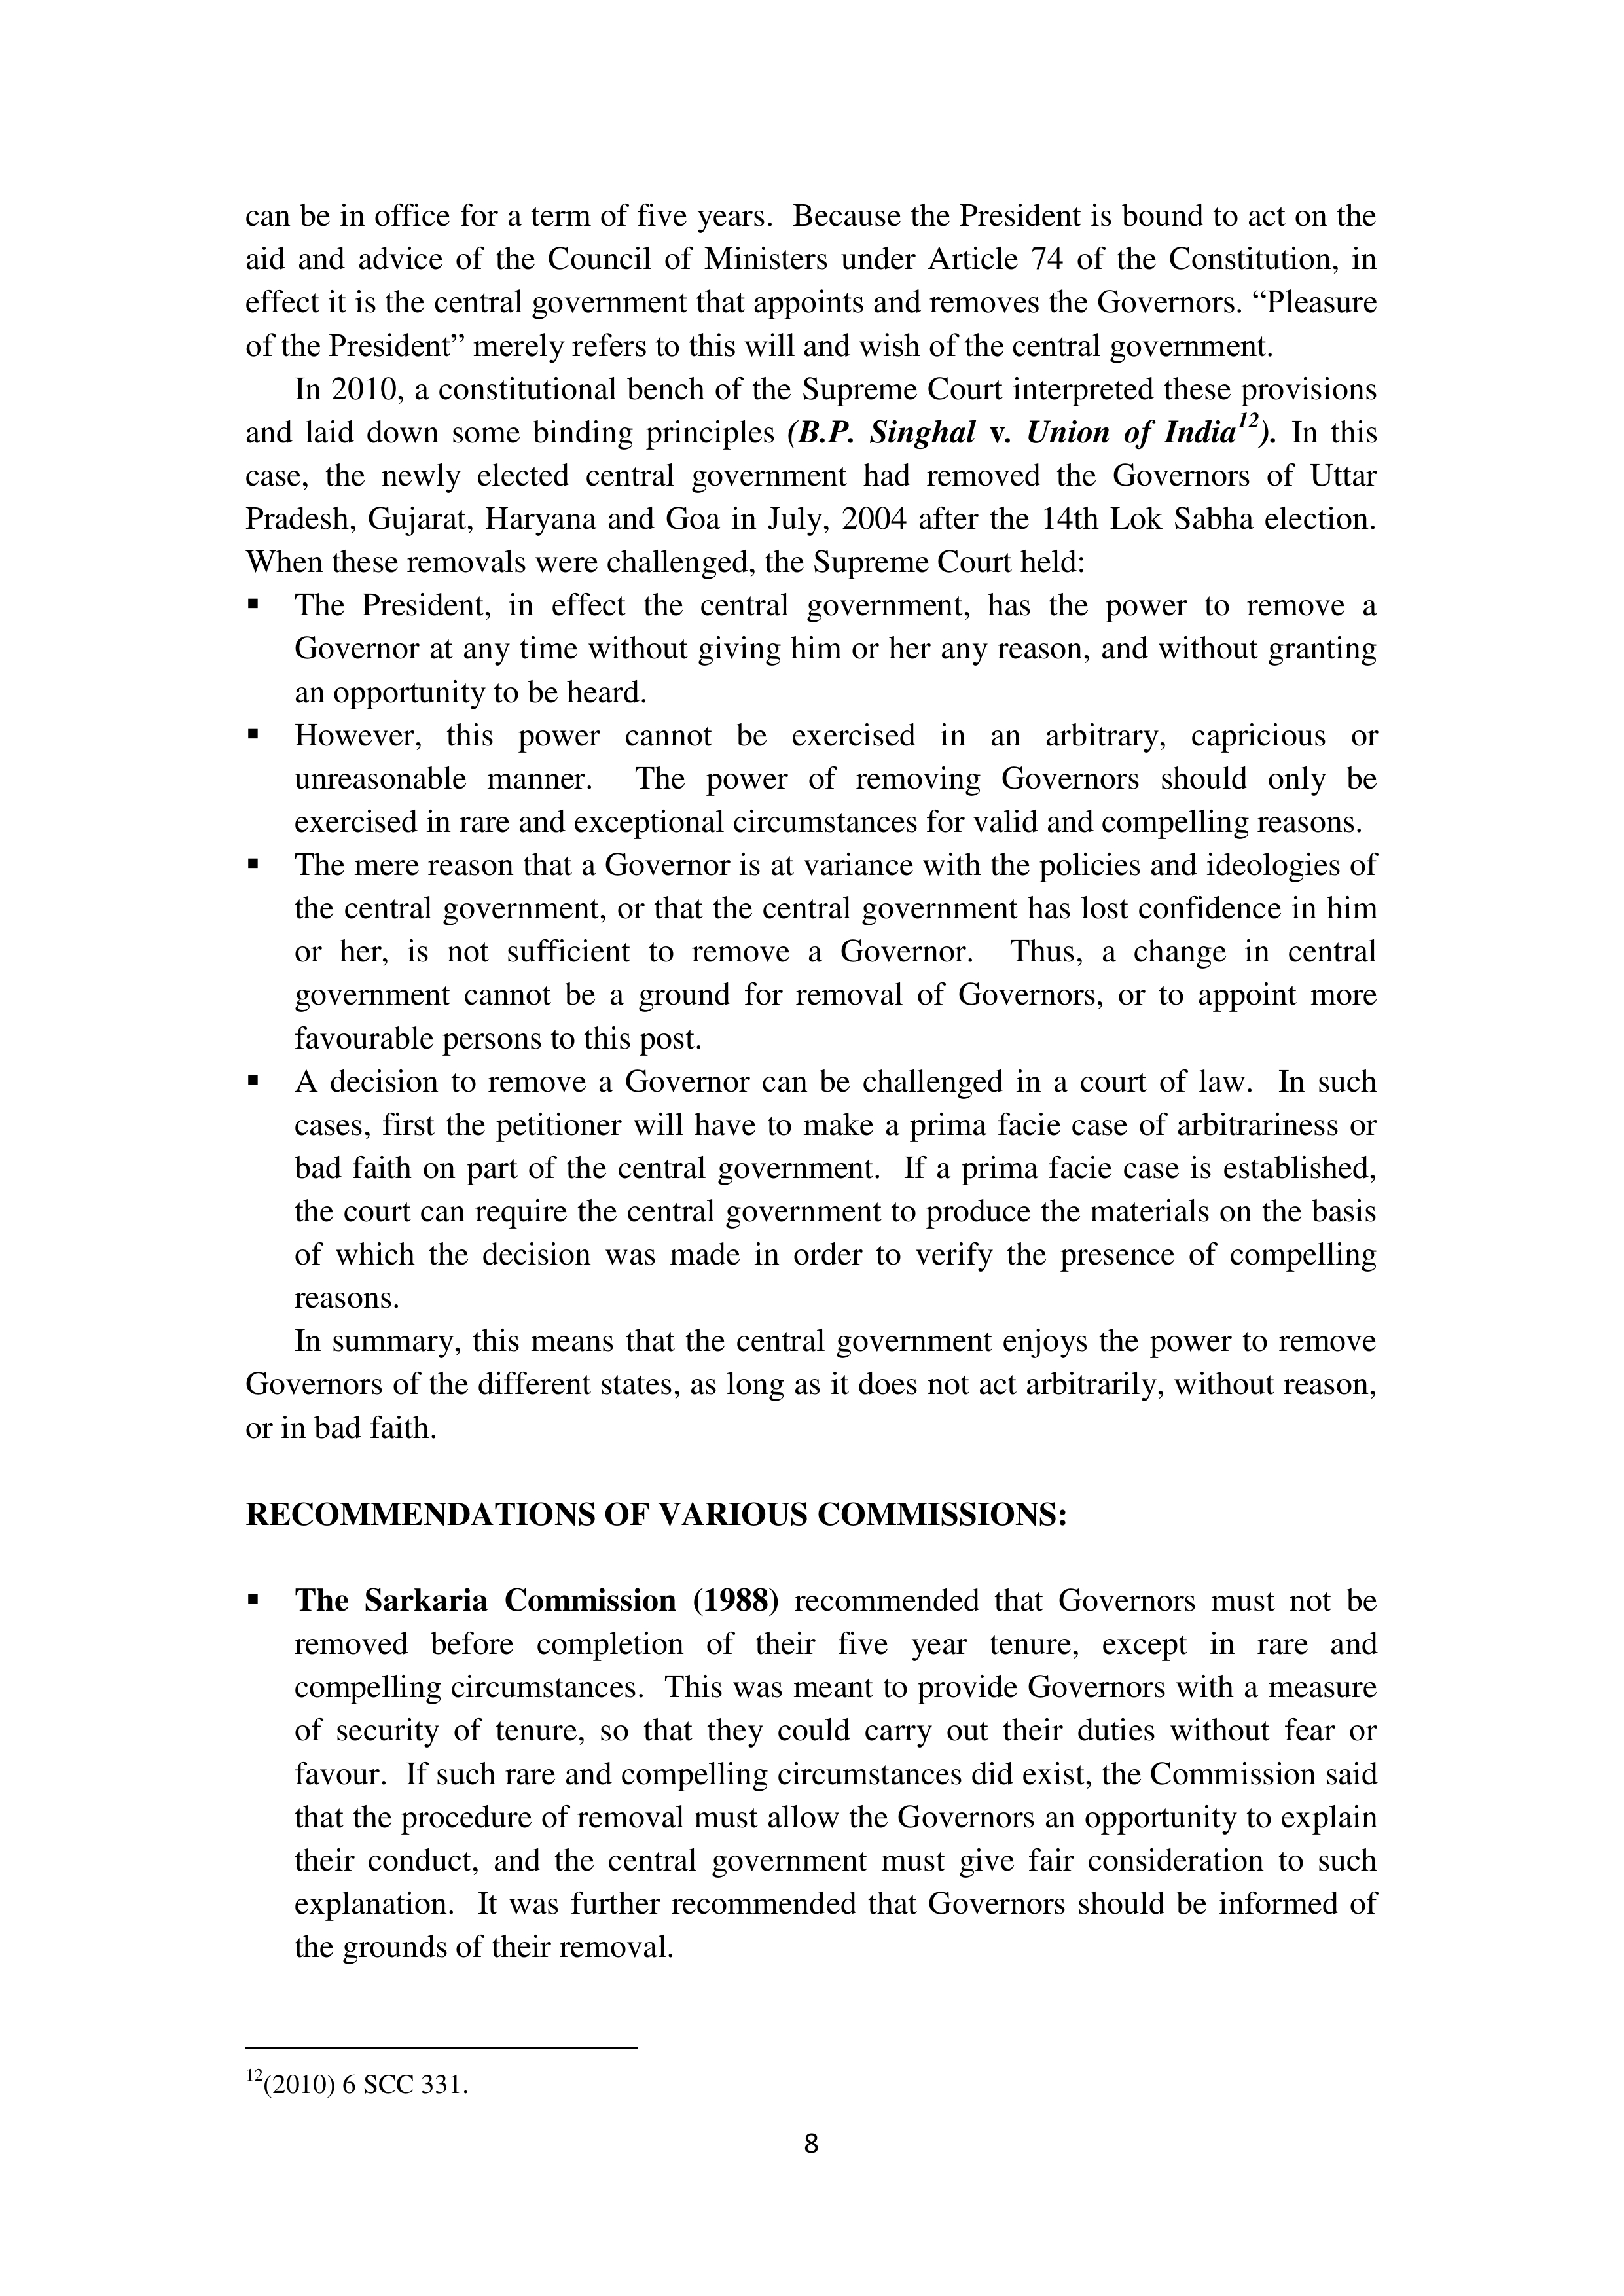 can be in office for a term of five years.  Because the President is bound to act on the
aid and advice of the Council of Ministers under Article 74 of the Constitution, in
effect it is the central government that appoints and removes the Governors. “Pleasure
of the President” merely refers to this will and wish of the central government.
In 2010, a constitutional bench of the Supreme Court interpreted these provisions
and laid down some binding principles (B.P. Singhal v. Union of India12). In this
case, the newly elected central government had removed the Governors of Uttar
Pradesh, Gujarat, Haryana and Goa in July, 2004 after the 14th Lok Sabha election.
When these removals were challenged, the Supreme Court held:
▪ The President, in effect the central government, has the power to remove a
Governor at any time without giving him or her any reason, and without granting
an opportunity to be heard.
▪ However, this power cannot be exercised in an arbitrary, capricious or
unreasonable manner.  The power of removing Governors should only be
exercised in rare and exceptional circumstances for valid and compelling reasons.
▪ The mere reason that a Governor is at variance with the policies and ideologies of
the central government, or that the central government has lost confidence in him
or her, is not sufficient to remove a Governor.  Thus, a change in central
government cannot be a ground for removal of Governors, or to appoint more
favourable persons to this post.
▪ A decision to remove a Governor can be challenged in a court of law.  In such
cases, first the petitioner will have to make a prima facie case of arbitrariness or
bad faith on part of the central government.  If a prima facie case is established,
the court can require the central government to produce the materials on the basis
of which the decision was made in order to verify the presence of compelling
reasons.
In summary, this means that the central government enjoys the power to remove
Governors of the different states, as long as it does not act arbitrarily, without reason,
or in bad faith.
RECOMMENDATIONS OF VARIOUS COMMISSIONS:
▪ The Sarkaria Commission (1988) recommended that Governors must not be
removed before completion of their five year tenure, except in rare and
compelling circumstances.  This was meant to provide Governors with a measure
of security of tenure, so that they could carry out their duties without fear or
favour.  If such rare and compelling circumstances did exist, the Commission said
that the procedure of removal must allow the Governors an opportunity to explain
their conduct, and the central government must give fair consideration to such
explanation.  It was further recommended that Governors should be informed of
the grounds of their removal.
12(2010) 6 SCC 331.
8